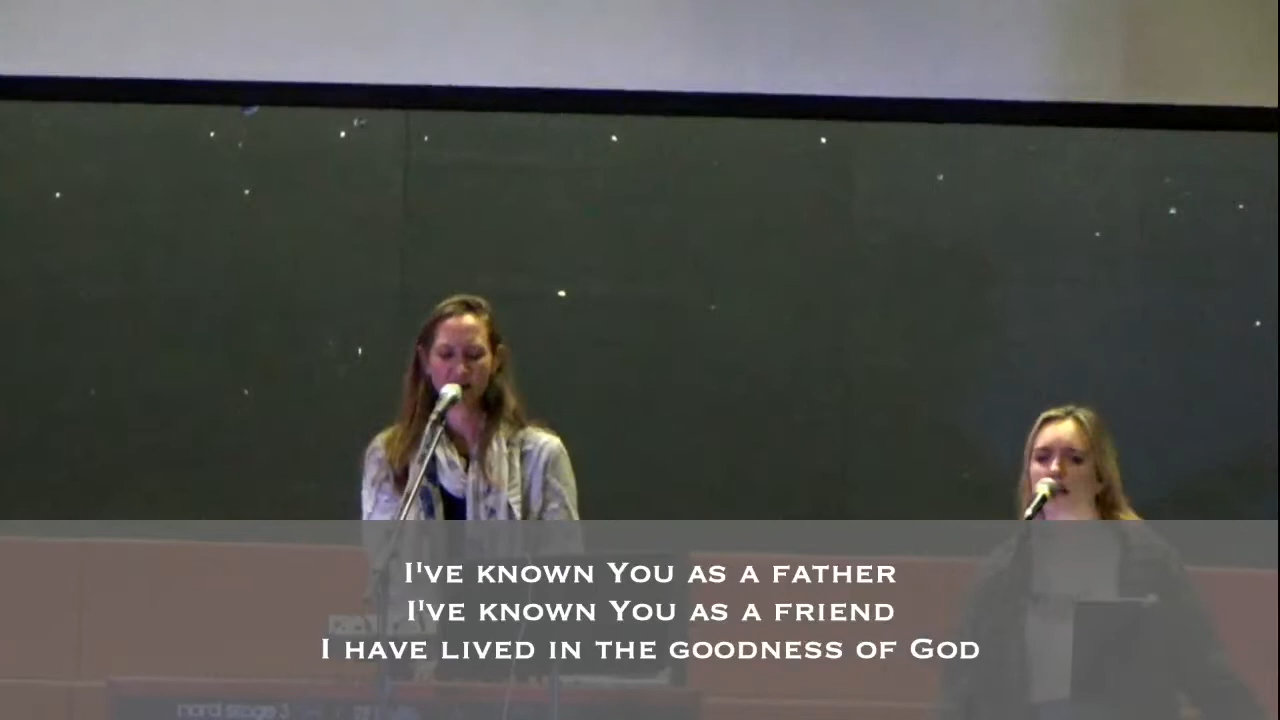 I'VE KNOWN YOU AS A FATHER
I'VE KNOWN YOU AS A FRIEND
I HAVE LIVED IN THE GOODNESS OF GOD
nord stage 3